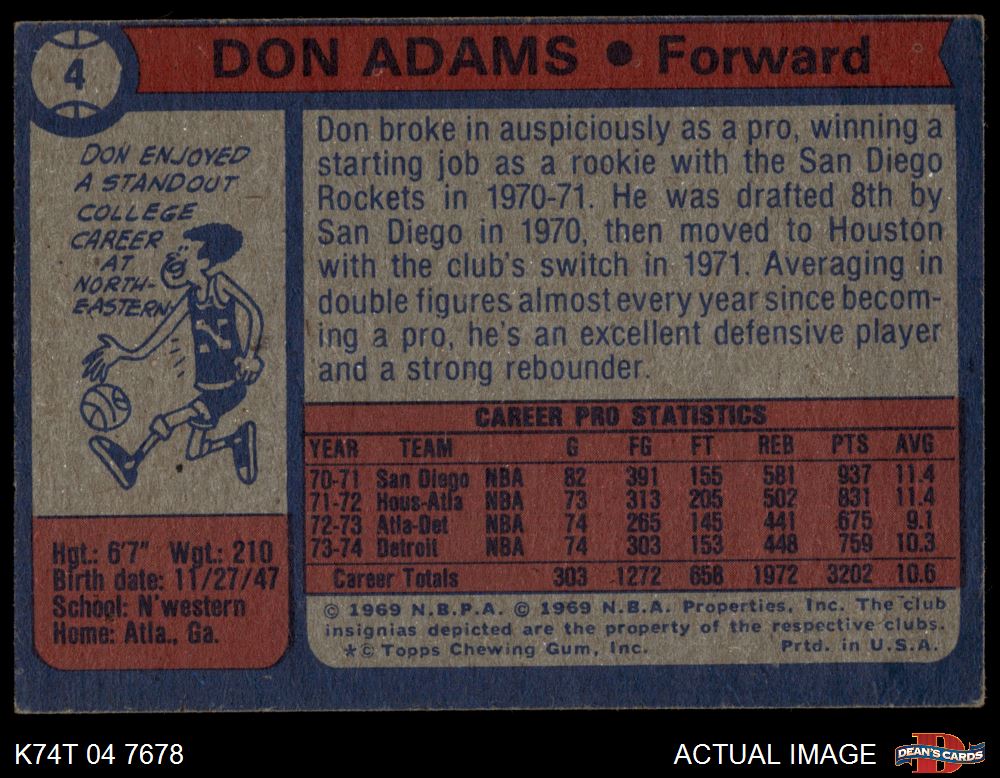 4
DON ADAMS • Forward
DON ENJOYED
A STANDOUT
COLLEGE
CAREER
AT
NORTH-
EASTERN
N
Don broke in auspiciously as a pro, winning a
starting job as a rookie with the San Diego
Rockets in 1970-71. He was drafted 8th by
San Diego in 1970, then moved to Houston
with the club's switch in 1971. Averaging in
double figures almost every year since becom-
ing a pro, he's an excellent defensive player
and a strong rebounder.
CAREER PRO STATISTICS
YEAR TEAM G FG FT REB PTS AVG
70-71 San Diego NBA 82 391 155 581 937 11.4
71-72 Hous-Atla NBA 73 313 205 502 831 11.4
72-73 Atla-Det NBA 74 265 145 441 675 9.1
73-74 Detroit NBA 74 303 153 448 759 10.3
Career Totals 303 1272 658 1972 3202 10.6
Hgt.: 6'7" Wgt.: 210
Birth date: 11/27/47
School: N'western
Home: Atla., Ga.
© 1969 N.B.P.A. © 1969 N.B.A. Properties, Inc. The club
insignias depicted are the property of the respective clubs.
*© Topps Chewing Gum, Inc. Prtd. in U.S.A.
K74T 04 7678
ACTUAL IMAGE
D
DEAN'S CARDS